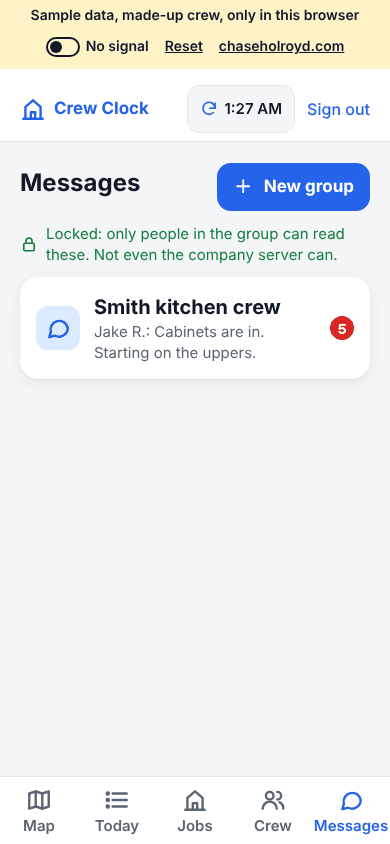 Sample data, made-up crew, only in this browser
No signal Reset chaseholroyd.com
Crew Clock 1:27 AM Sign out
Messages New group
Locked: only people in the group can read
these. Not even the company server can.
Smith kitchen crew
Jake R.: Cabinets are in.
Starting on the uppers.
5
Map Today Jobs Crew Messages